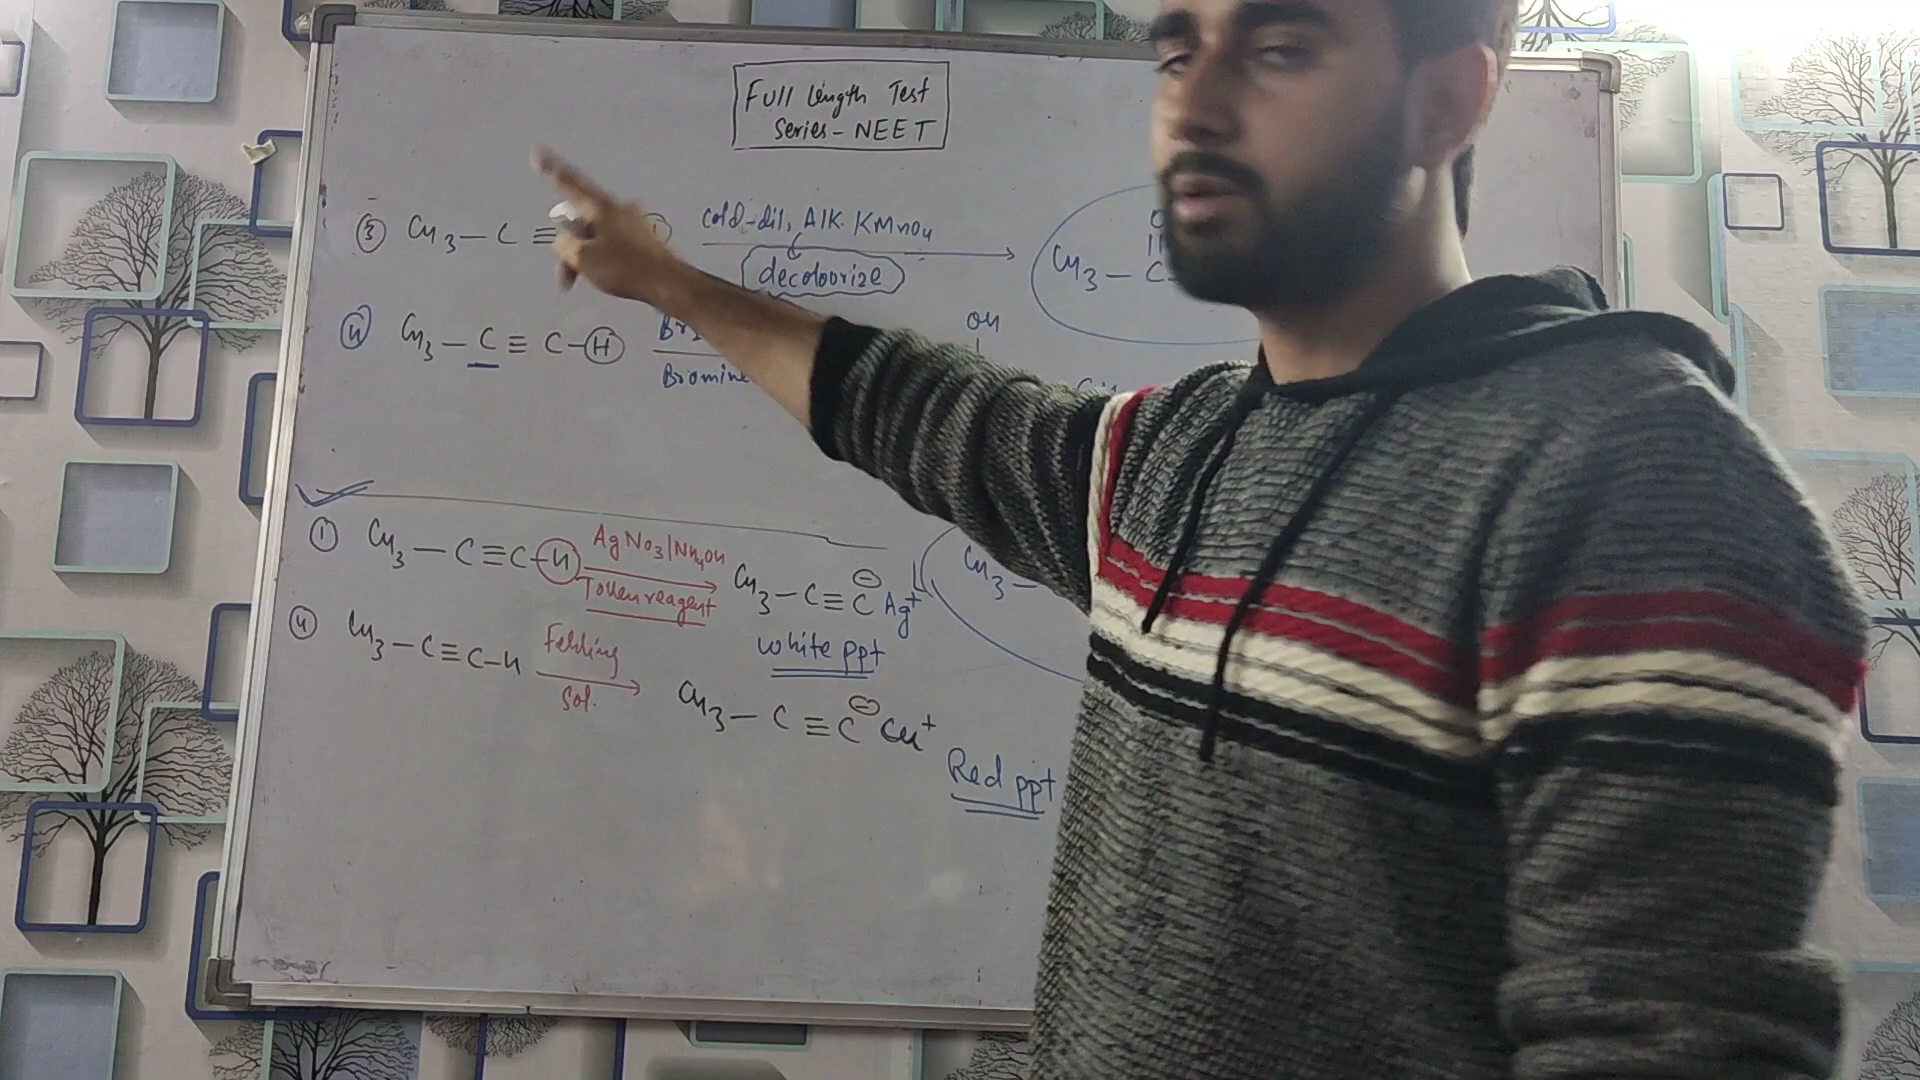 Full Length Test
Series - NEET
③ CH3 — C ≡
cold-dil, Alk. KMnO4
decolourize
CH3 — C
④ CH3 — C ≡ C — H
Br2
Bromine
OH
① CH3 — C ≡ C — H
AgNO3 | NH4OH
Tollen reagent
CH3 — C ≡ C⊖ Ag+
white ppt
CH3 —
④ CH3 — C ≡ C — H
Fehling
Sol.
CH3 — C ≡ C⊖ Cu+
Red ppt